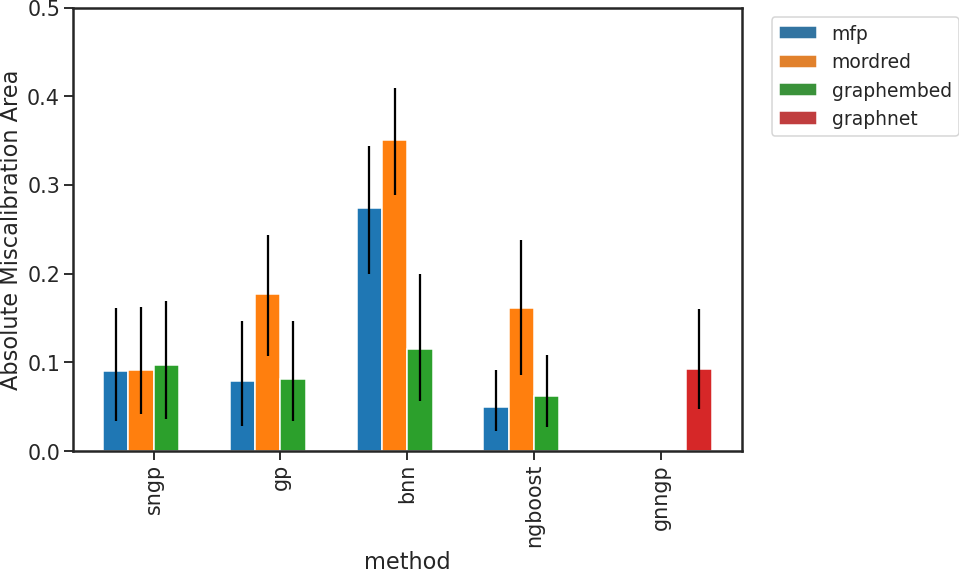 Absolute Miscalibration Area
0.5
0.4
0.3
0.2
0.1
0.0
sngp
gp
bnn
ngboost
gnngp
method
mfp
mordred
graphembed
graphnet